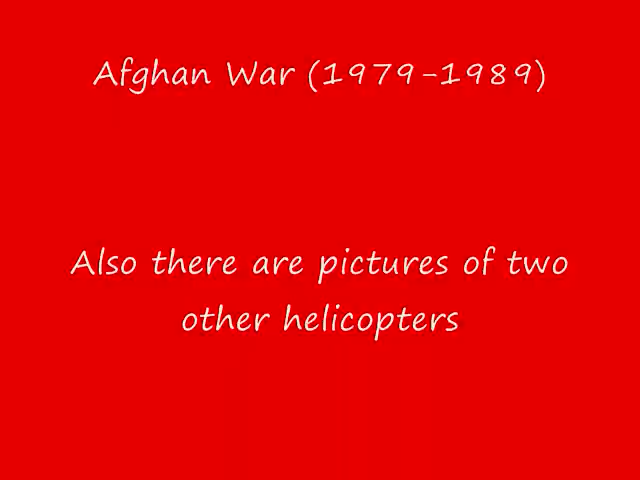 Afghan War (1979-1989)
Also there are pictures of two
other helicopters